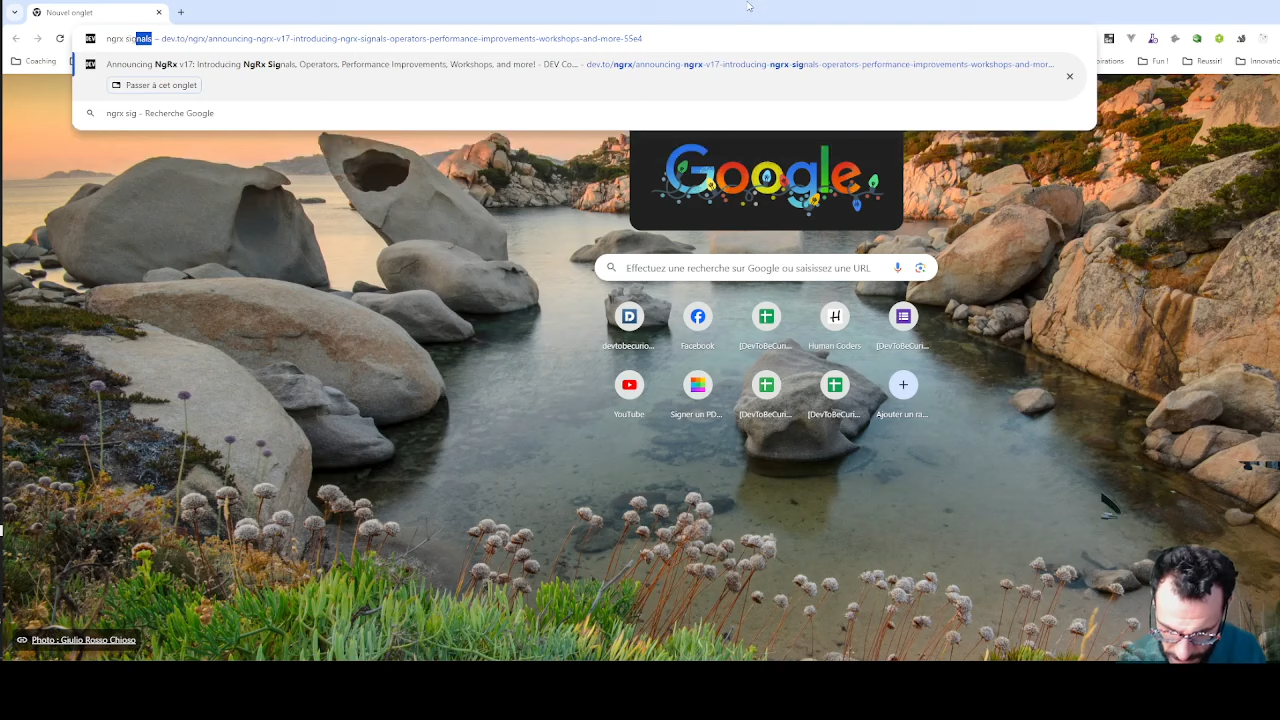 Nouvel onglet
ngrx signals – dev.to/ngrx/announcing-ngrx-v17-introducing-ngrx-signals-operators-performance-improvements-workshops-and-more-55e4
Announcing NgRx v17: Introducing NgRx Signals, Operators, Performance Improvements, Workshops, and more! - DEV Co... – dev.to/ngrx/announcing-ngrx-v17-introducing-ngrx-signals-operators-performance-improvements-workshops-and-mor...
Passer à cet onglet
ngrx sig – Recherche Google
Coaching
Fun !
Reussir!
Google
Effectuez une recherche sur Google ou saisissez une URL
devtobecurio...
Facebook
[DevToBeCuri...
Human Coders
[DevToBeCuri...
YouTube
Signer un PD...
[DevToBeCuri...
[DevToBeCuri...
Ajouter un ra...
Photo : Giulio Rosso Chioso